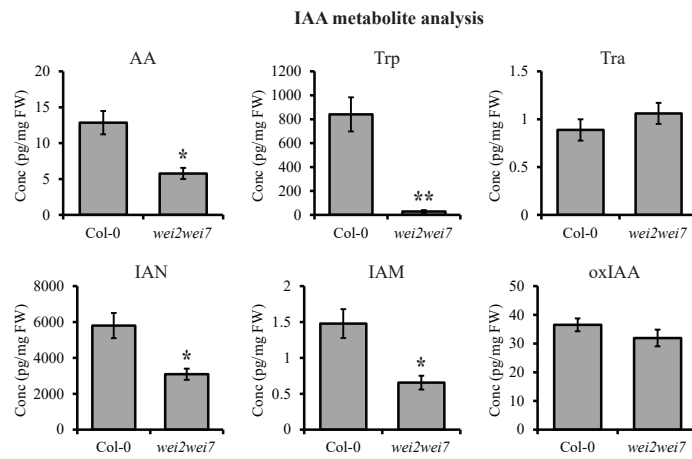 IAA metabolite analysis
AA
Conc (pg/mg FW)
20
15
10
5
0
*
Col-0
wei2wei7
Trp
Conc (pg/mg FW)
1200
1000
800
600
400
200
0
**
Col-0
wei2wei7
Tra
Conc (pg/mg FW)
1.5
1
0.5
0
Col-0
wei2wei7
IAN
Conc (pg/mg FW)
8000
6000
4000
2000
0
*
Col-0
wei2wei7
IAM
Conc (pg/mg FW)
2
1.5
1
0.5
0
*
Col-0
wei2wei7
oxIAA
Conc (pg/mg FW)
50
40
30
20
10
0
Col-0
wei2wei7